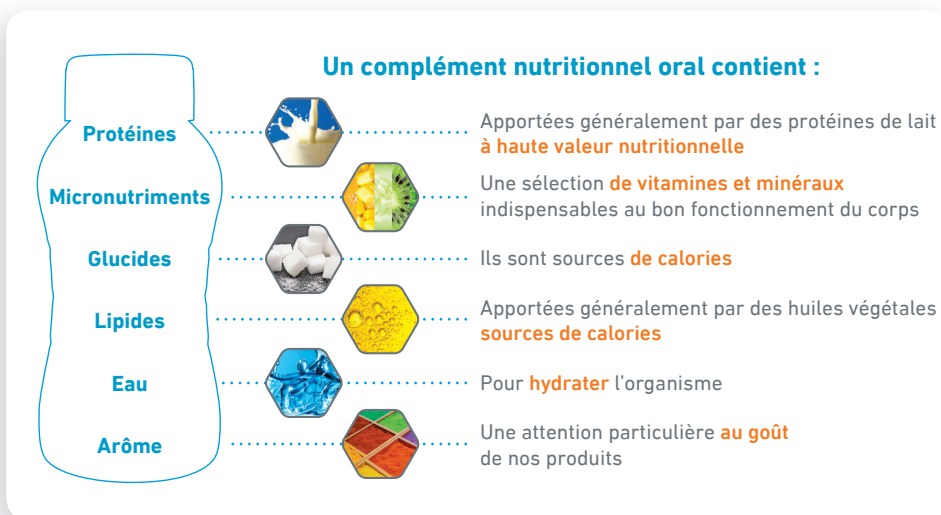 Un complément nutritionnel oral contient :
Protéines
Apportées généralement par des protéines de lait
à haute valeur nutritionnelle
Micronutriments
Une sélection de vitamines et minéraux
indispensables au bon fonctionnement du corps
Glucides
Ils sont sources de calories
Lipides
Apportées généralement par des huiles végétales
sources de calories
Eau
Pour hydrater l'organisme
Arôme
Une attention particulière au goût
de nos produits